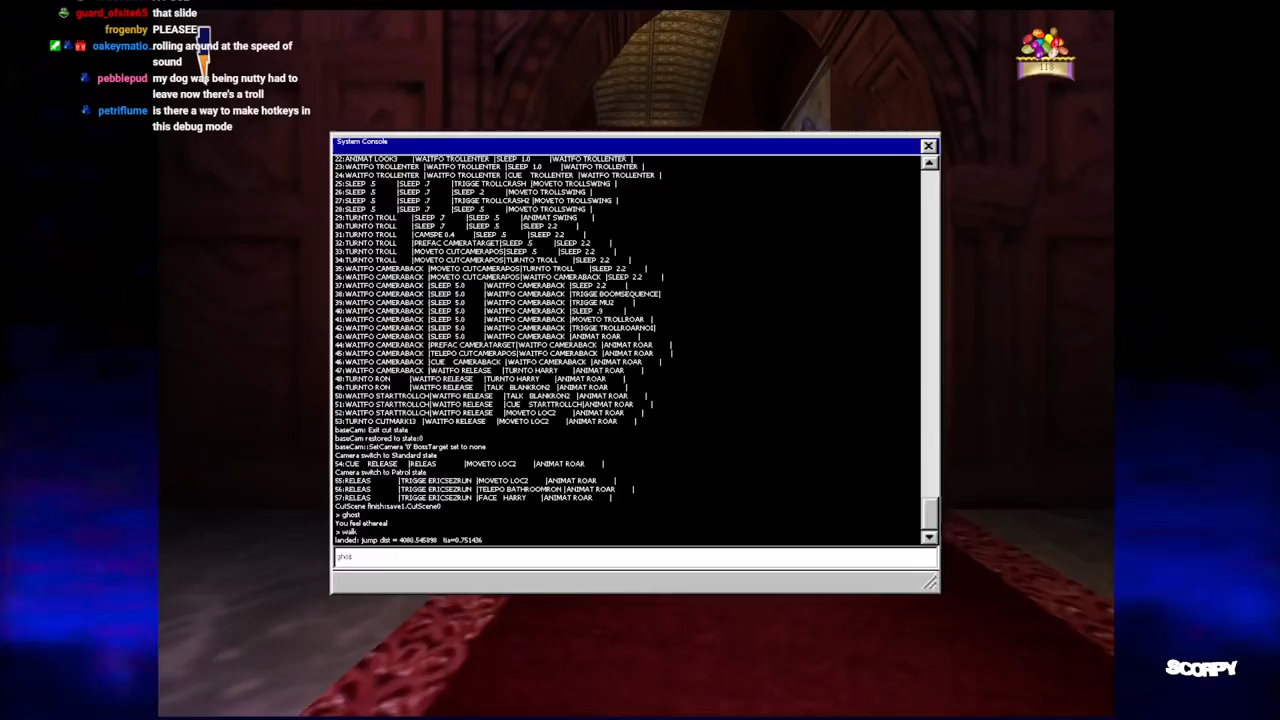 guard_ofsite65 that slide
frogenby PLEASEE
oakeymatio.. rolling around at the speed of
sound
pebblepud my dog was being nutty had to
leave now there's a troll
petriflume is there a way to make hotkeys in
this debug mode
118
System Console
22:ANIMAT LOOK3 |WAITFO TROLLENTER |SLEEP 1.0 |WAITFO TROLLENTER |
23:WAITFO TROLLENTER |WAITFO TROLLENTER |SLEEP 1.0 |WAITFO TROLLENTER |
24:WAITFO TROLLENTER |WAITFO TROLLENTER |CUE TROLLENTER |WAITFO TROLLENTER |
25:SLEEP .5 |SLEEP .7 |TRIGGE TROLLCRASH |MOVETO TROLLSWING |
26:SLEEP .5 |SLEEP .7 |SLEEP .2 |MOVETO TROLLSWING |
27:SLEEP .5 |SLEEP .7 |TRIGGE TROLLCRASH2 |MOVETO TROLLSWING |
28:SLEEP .5 |SLEEP .7 |SLEEP .5 |MOVETO TROLLSWING |
29:TURNTO TROLL |SLEEP .7 |SLEEP .5 |ANIMAT SWING |
30:TURNTO TROLL |SLEEP .7 |SLEEP .5 |SLEEP 2.2 |
31:TURNTO TROLL |CAMSPE 0.4 |SLEEP .5 |SLEEP 2.2 |
32:TURNTO TROLL |PREFAC CAMERATARGET|SLEEP .5 |SLEEP 2.2 |
33:TURNTO TROLL |MOVETO CUTCAMERAPOS|SLEEP .5 |SLEEP 2.2 |
34:TURNTO TROLL |MOVETO CUTCAMERAPOS|TURNTO TROLL |SLEEP 2.2 |
35:WAITFO CAMERABACK |MOVETO CUTCAMERAPOS|TURNTO TROLL |SLEEP 2.2 |
36:WAITFO CAMERABACK |MOVETO CUTCAMERAPOS|WAITFO CAMERABACK |SLEEP 2.2 |
37:WAITFO CAMERABACK |SLEEP 5.0 |WAITFO CAMERABACK |SLEEP 2.2 |
38:WAITFO CAMERABACK |SLEEP 5.0 |WAITFO CAMERABACK |TRIGGE BOOMSEQUENCE|
39:WAITFO CAMERABACK |SLEEP 5.0 |WAITFO CAMERABACK |TRIGGE MU2 |
40:WAITFO CAMERABACK |SLEEP 5.0 |WAITFO CAMERABACK |SLEEP .9 |
41:WAITFO CAMERABACK |SLEEP 5.0 |WAITFO CAMERABACK |MOVETO TROLLROAR |
42:WAITFO CAMERABACK |SLEEP 5.0 |WAITFO CAMERABACK |TRIGGE TROLLROARNOI|
43:WAITFO CAMERABACK |SLEEP 5.0 |WAITFO CAMERABACK |ANIMAT ROAR |
44:WAITFO CAMERABACK |PREFAC CAMERATARGET|WAITFO CAMERABACK |ANIMAT ROAR |
45:WAITFO CAMERABACK |TELEPO CUTCAMERAPOS|WAITFO CAMERABACK |ANIMAT ROAR |
46:WAITFO CAMERABACK |CUE CAMERABACK |WAITFO CAMERABACK |ANIMAT ROAR |
47:WAITFO CAMERABACK |WAITFO RELEASE |TURNTO HARRY |ANIMAT ROAR |
48:TURNTO RON |WAITFO RELEASE |TURNTO HARRY |ANIMAT ROAR |
49:TURNTO RON |WAITFO RELEASE |TALK BLANKRON2 |ANIMAT ROAR |
50:WAITFO STARTTROLLCH|WAITFO RELEASE |TALK BLANKRON2 |ANIMAT ROAR |
51:WAITFO STARTTROLLCH|WAITFO RELEASE |CUE STARTTROLLCH|ANIMAT ROAR |
52:WAITFO STARTTROLLCH|WAITFO RELEASE |MOVETO LOC2 |ANIMAT ROAR |
53:TURNTO CUTMARK13 |WAITFO RELEASE |MOVETO LOC2 |ANIMAT ROAR |
baseCam: Exit cut state
baseCam restored to state:0
baseCam::SetCamera '0' BossTarget set to none
Camera switch to Standard state
54:CUE RELEASE |RELEAS |MOVETO LOC2 |ANIMAT ROAR |
Camera switch to Patrol state
55:RELEAS |TRIGGE ERICSEZRUN |MOVETO LOC2 |ANIMAT ROAR |
56:RELEAS |TRIGGE ERICSEZRUN |TELEPO BATHROOMRON |ANIMAT ROAR |
57:RELEAS |TRIGGE ERICSEZRUN |FACE HARRY |ANIMAT ROAR |
CutScene finish:save1.CutScene0
> ghost
You feel ethereal
> walk
landed: jump dist = 4080.545898 tis=0.751436
ghos
SCORPY